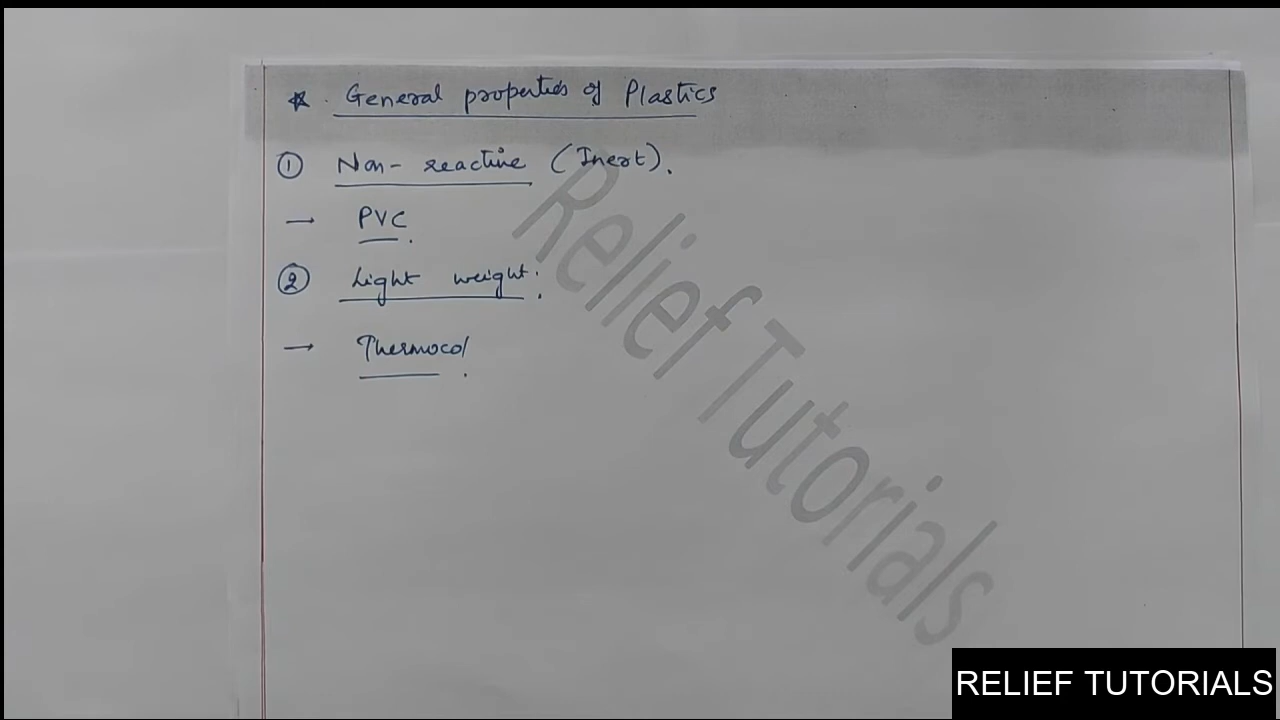 ☆. General properties of Plastics
① Non-reactive (Inert).
→ PVC.
② Light weight:.
→ Thermocol.
Relief Tutorials
RELIEF TUTORIALS